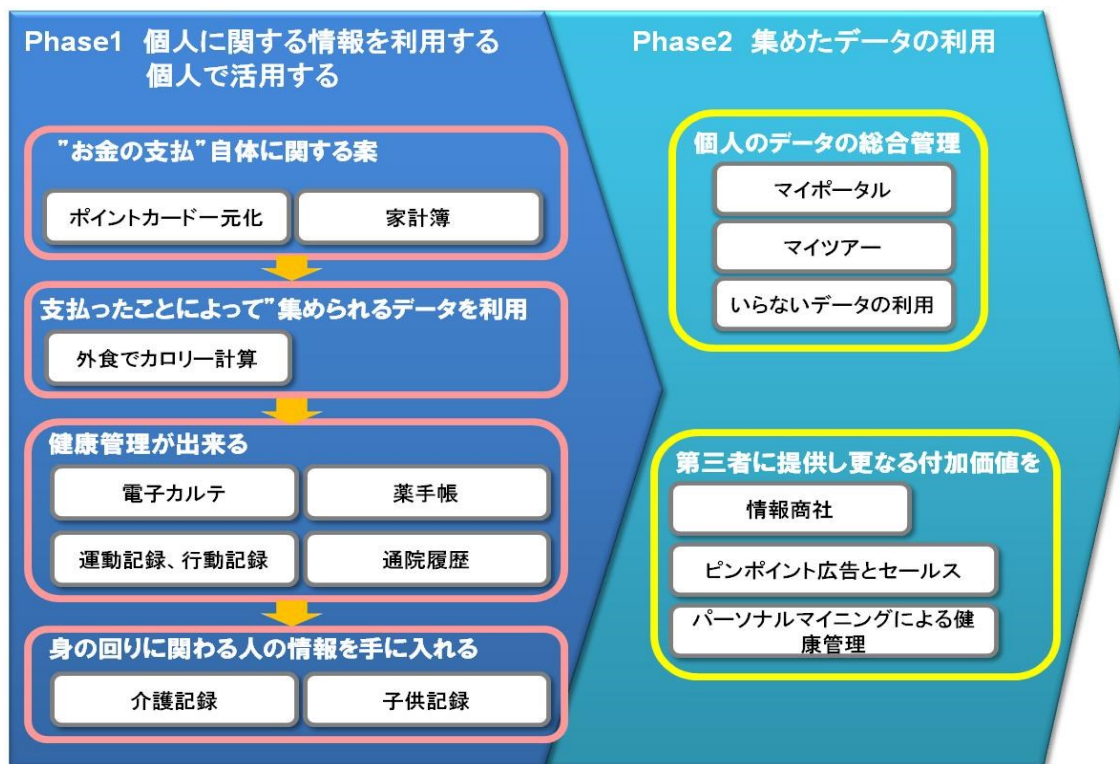 Phase1 個人に関する情報を利用する
個人で活用する
”お金の支払”自体に関する案
ポイントカード一元化
家計簿
支払ったことによって”集められるデータを利用
外食でカロリー計算
健康管理が出来る
電子カルテ
薬手帳
運動記録、行動記録
通院履歴
身の回りに関わる人の情報を手に入れる
介護記録
子供記録
Phase2 集めたデータの利用
個人のデータの総合管理
マイポータル
マイツアー
いらないデータの利用
第三者に提供し更なる付加価値を
情報商社
ピンポイント広告とセールス
パーソナルマイニングによる健
康管理